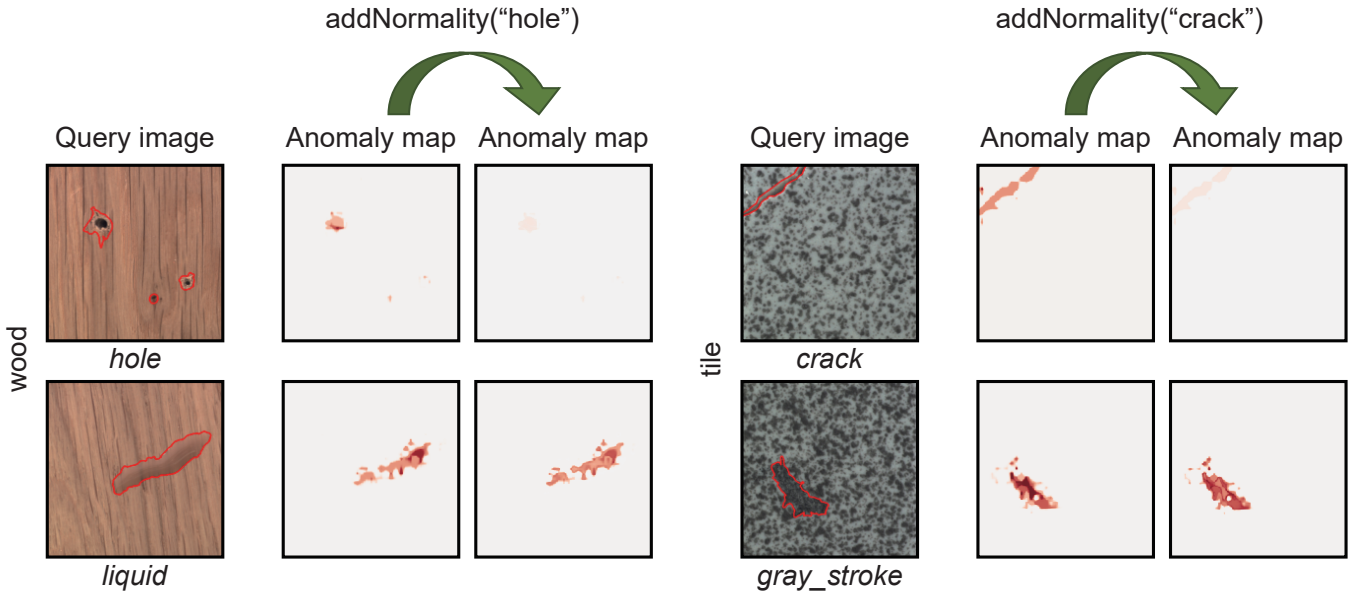 addNormality(“hole”)
addNormality(“crack”)
Query image
Anomaly map
Anomaly map
Query image
Anomaly map
Anomaly map
wood
hole
liquid
tile
crack
gray_stroke